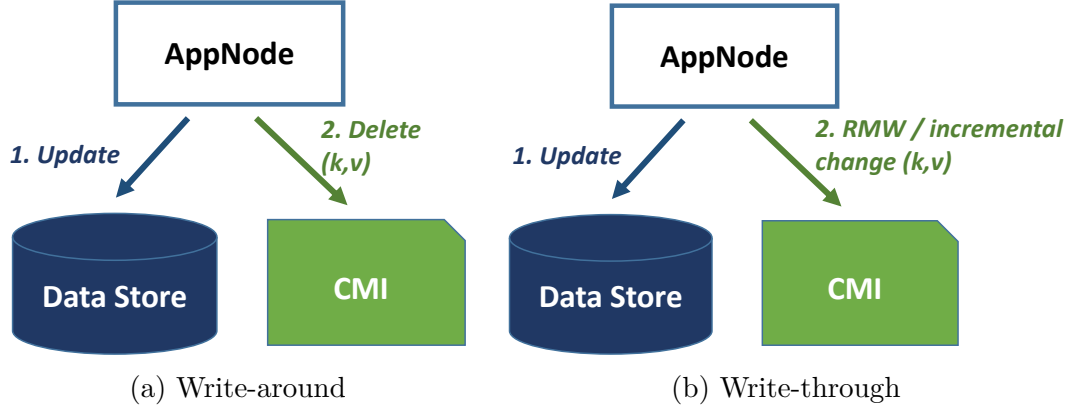 AppNode
1. Update
2. Delete
(k,v)
Data Store
CMI
(a) Write-around
AppNode
1. Update
2. RMW / incremental
change (k,v)
Data Store
CMI
(b) Write-through